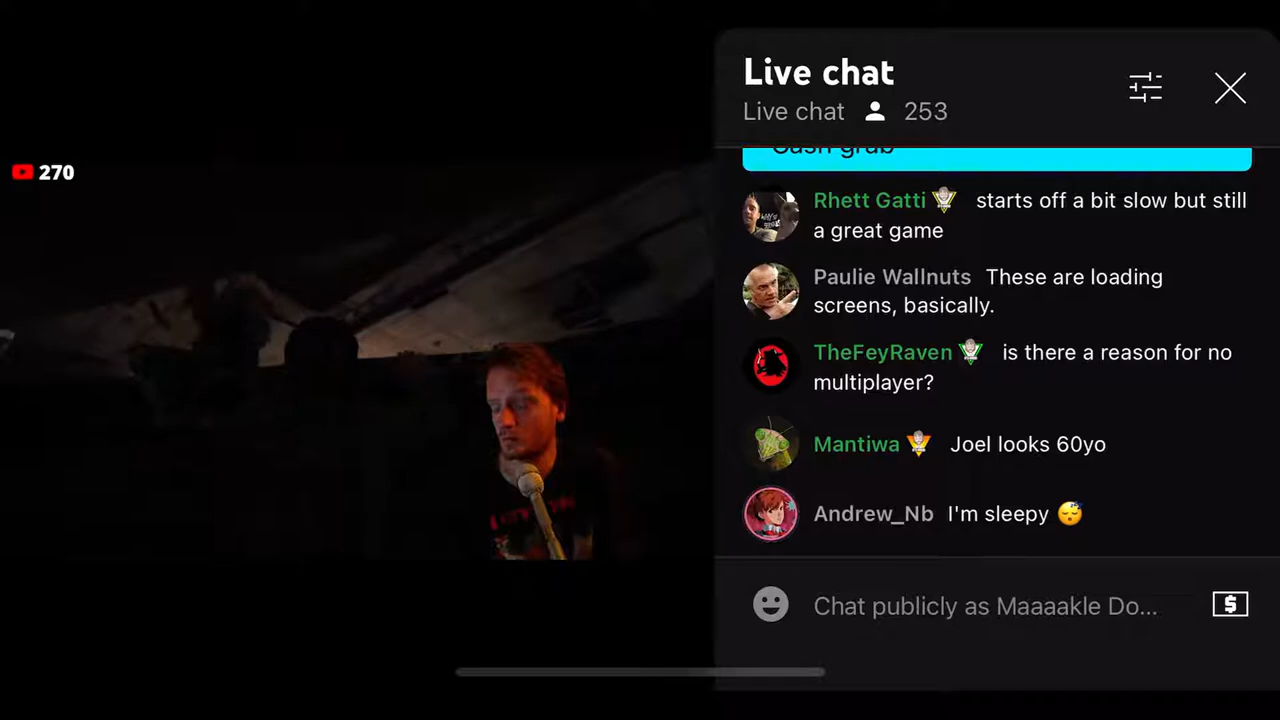 Live chat
Live chat 253
270
Cash grab
Rhett Gatti starts off a bit slow but still
a great game
Paulie Wallnuts These are loading
screens, basically.
TheFeyRaven is there a reason for no
multiplayer?
Mantiwa Joel looks 60yo
Andrew_Nb I'm sleepy 😴
Chat publicly as Maaaakle Do...
$